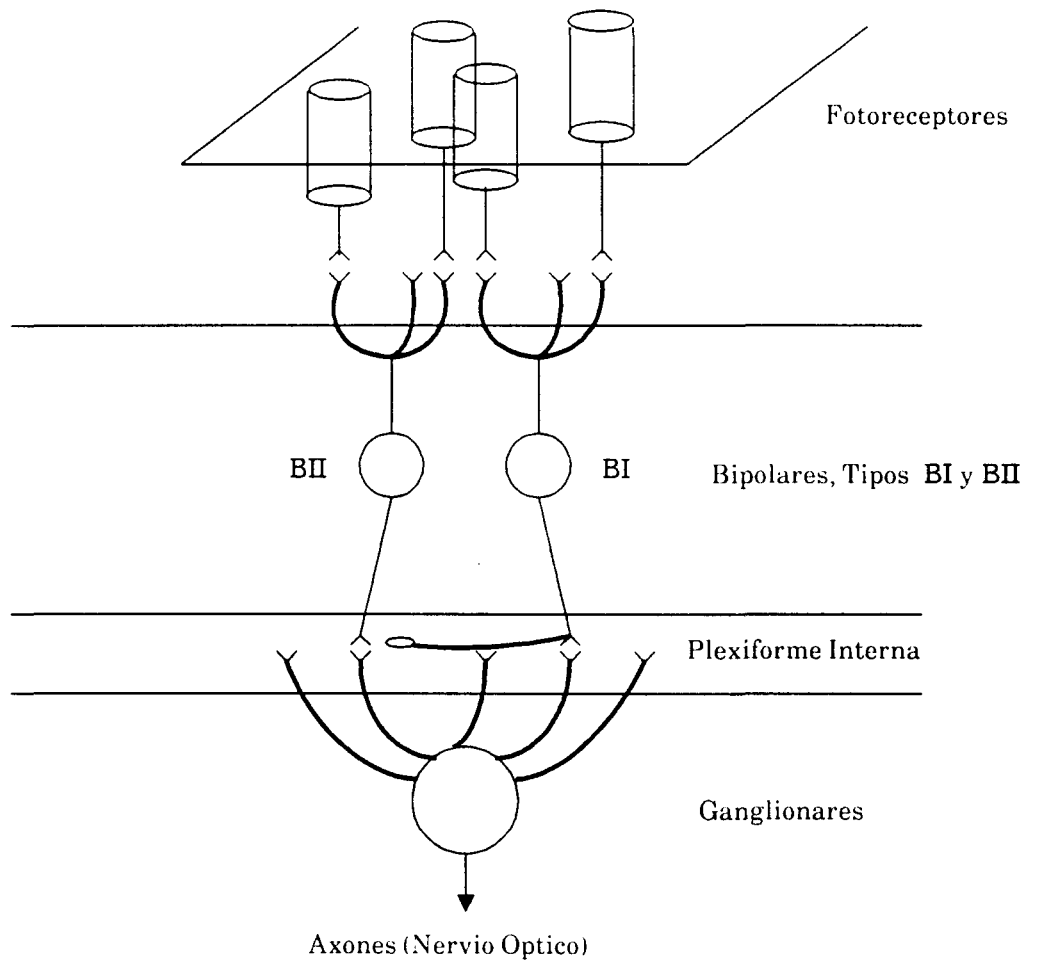 Fotoreceptores
BII
BI
Bipolares, Tipos BI y BII
Plexiforme Interna
Ganglionares
Axones (Nervio Optico)